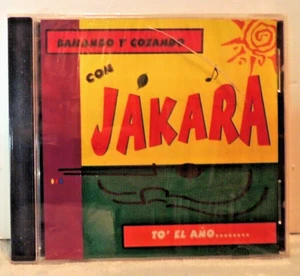 BAILANDO Y GOZANDO
CON
JÁKARA
TO' EL AÑO........